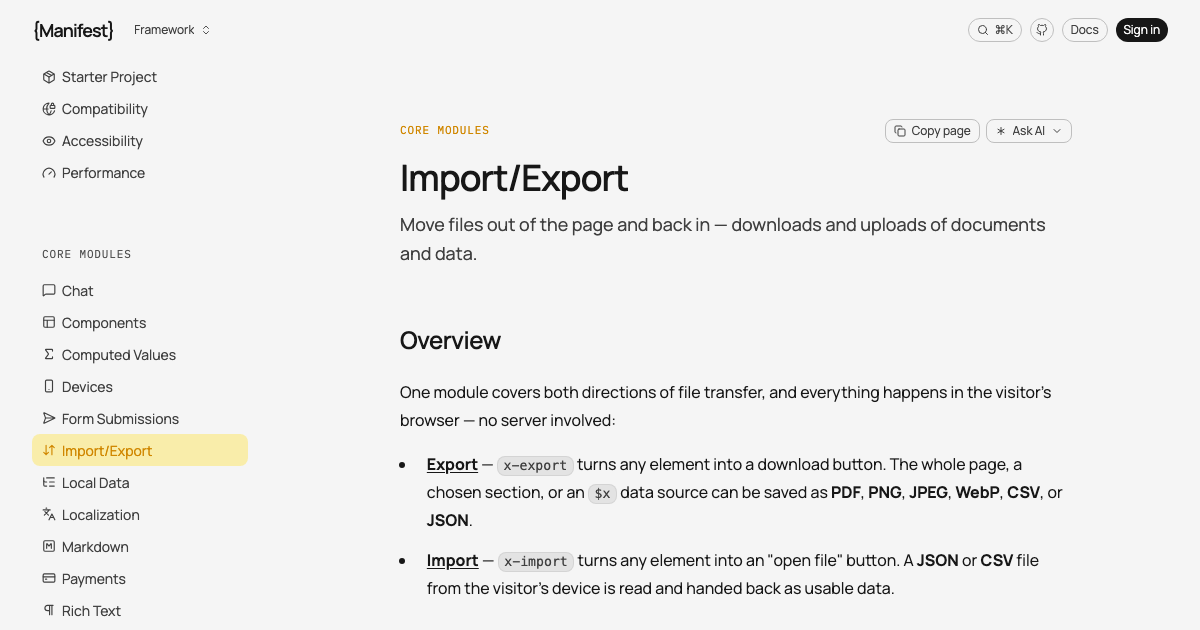 {Manifest}
Framework
⌘K
Docs
Sign in
Starter Project
Compatibility
Accessibility
Performance
CORE MODULES
Chat
Components
Computed Values
Devices
Form Submissions
Import/Export
Local Data
Localization
Markdown
Payments
Rich Text
CORE MODULES
Copy page
Ask AI
Import/Export
Move files out of the page and back in — downloads and uploads of documents
and data.
Overview
One module covers both directions of file transfer, and everything happens in the visitor's
browser — no server involved:
• Export — x-export turns any element into a download button. The whole page, a
chosen section, or an $x data source can be saved as PDF, PNG, JPEG, WebP, CSV, or
JSON.
• Import — x-import turns any element into an "open file" button. A JSON or CSV file
from the visitor's device is read and handed back as usable data.